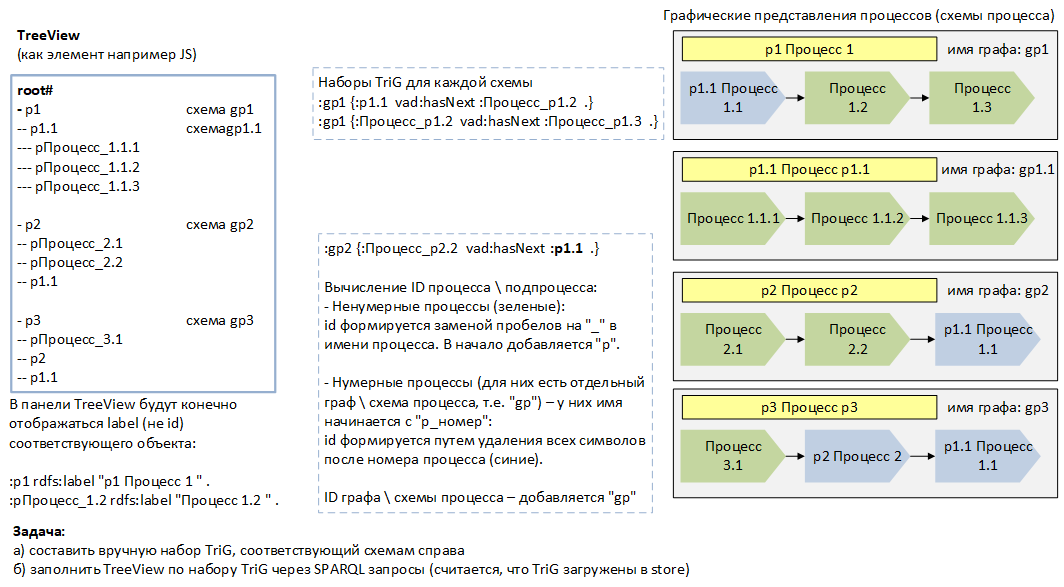 TreeView
(как элемент например JS)
root#
- p1 схема gp1
-- p1.1 схемаgp1.1
--- pПроцесс_1.1.1
--- pПроцесс_1.1.2
--- pПроцесс_1.1.3
- p2 схема gp2
-- pПроцесс_2.1
-- pПроцесс_2.2
-- p1.1
- p3 схема gp3
-- pПроцесс_3.1
-- p2
-- p1.1
В панели TreeView будут конечно
отображаться label (не id)
соответствующего объекта:
:p1 rdfs:label "p1 Процесс 1 " .
:pПроцесс_1.2 rdfs:label "Процесс 1.2 " .
Наборы TriG для каждой схемы
:gp1 {:p1.1 vad:hasNext :Процесс_p1.2 .}
:gp1 {:Процесс_p1.2 vad:hasNext :Процесс_p1.3 .}
:gp2 {:Процесс_p2.2 vad:hasNext :p1.1 .}
Вычисление ID процесса \ подпроцесса:
- Ненумерные процессы (зеленые):
id формируется заменой пробелов на "_" в
имени процесса. В начало добавляется "p".
- Нумерные процессы (для них есть отдельный
граф \ схема процесса, т.е. "gp") – у них имя
начинается с "p_номер":
id формируется путем удаления всех символов
после номера процесса (синие).
ID графа \ схемы процесса – добавляется "gp"
Графические представления процессов (схемы процесса)
p1 Процесс 1 имя графа: gp1
p1.1 Процесс
1.1
Процесс
1.2
Процесс
1.3
p1.1 Процесс p1.1 имя графа: gp1.1
Процесс 1.1.1
Процесс 1.1.2
Процесс 1.1.3
p2 Процесс p2 имя графа: gp2
Процесс
2.1
Процесс
2.2
p1.1 Процесс
1.1
p3 Процесс p3 имя графа: gp3
Процесс
3.1
p2 Процесс 2
p1.1 Процесс
1.1
Задача:
а) составить вручную набор TriG, соответствующий схемам справа
б) заполнить TreeView по набору TriG через SPARQL запросы (считается, что TriG загружены в store)